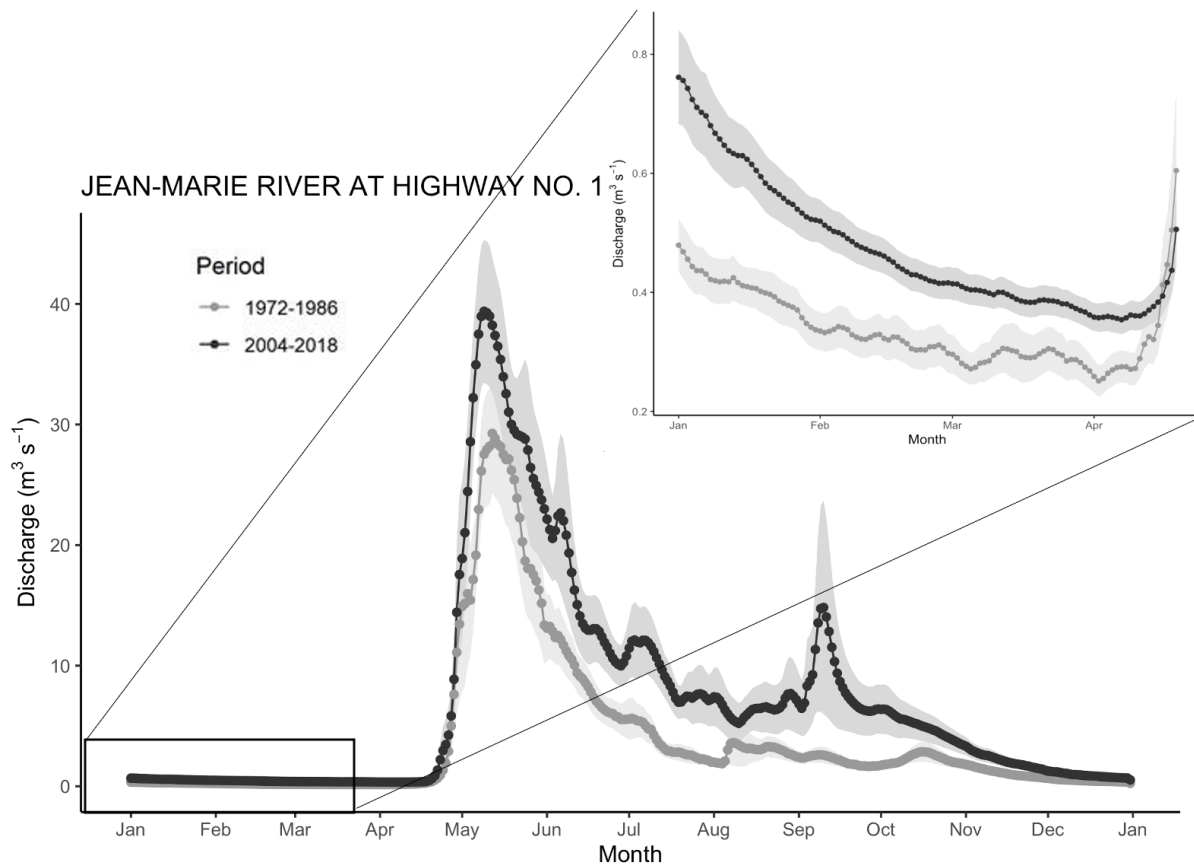 JEAN-MARIE RIVER AT HIGHWAY NO. 1
Period
1972-1986
2004-2018
Discharge (m³ s⁻¹)
40
30
20
10
0
Jan Feb Mar Apr May Jun Jul Aug Sep Oct Nov Dec Jan
Month
Discharge (m³ s⁻¹)
0.8
0.6
0.4
0.2
Jan Feb Mar Apr
Month